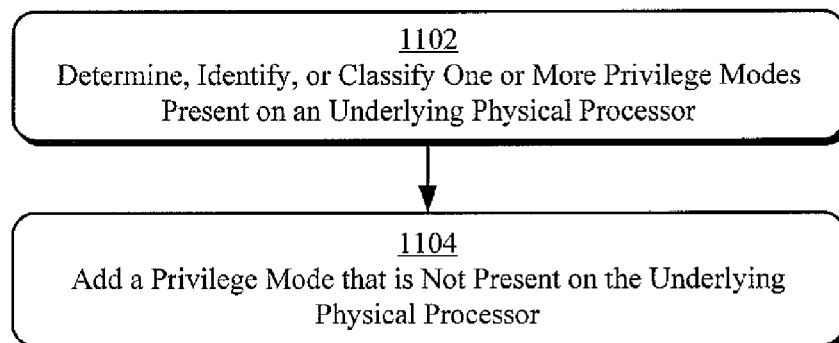 1102
Determine, Identify, or Classify One or More Privilege Modes
Present on an Underlying Physical Processor
1104
Add a Privilege Mode that is Not Present on the Underlying
Physical Processor